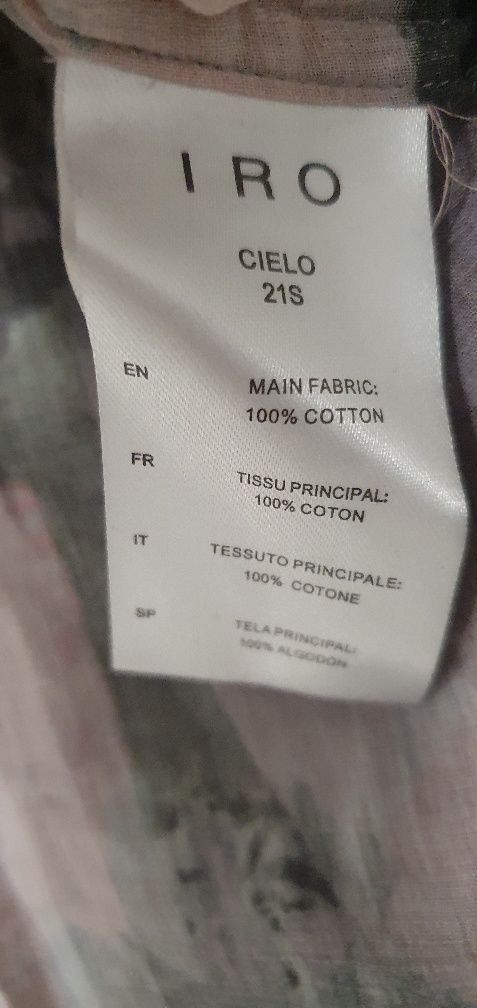 IRO
CIELO
21S
EN
MAIN FABRIC:
100% COTTON
FR
TISSU PRINCIPAL:
100% COTON
IT
TESSUTO PRINCIPALE:
100% COTONE
SP
TELA PRINCIPAL:
100% ALGODÓN